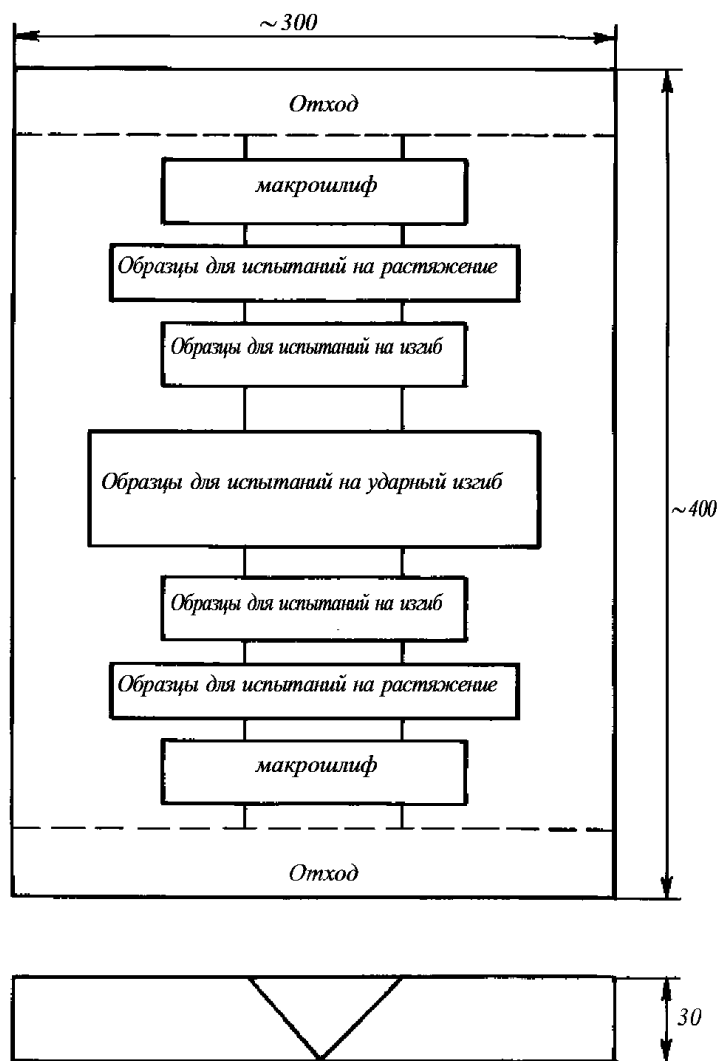 ~300
Отход
макрошлиф
Образцы для испытаний на растяжение
Образцы для испытаний на изгиб
Образцы для испытаний на ударный изгиб
~400
Образцы для испытаний на изгиб
Образцы для испытаний на растяжение
макрошлиф
Отход
30